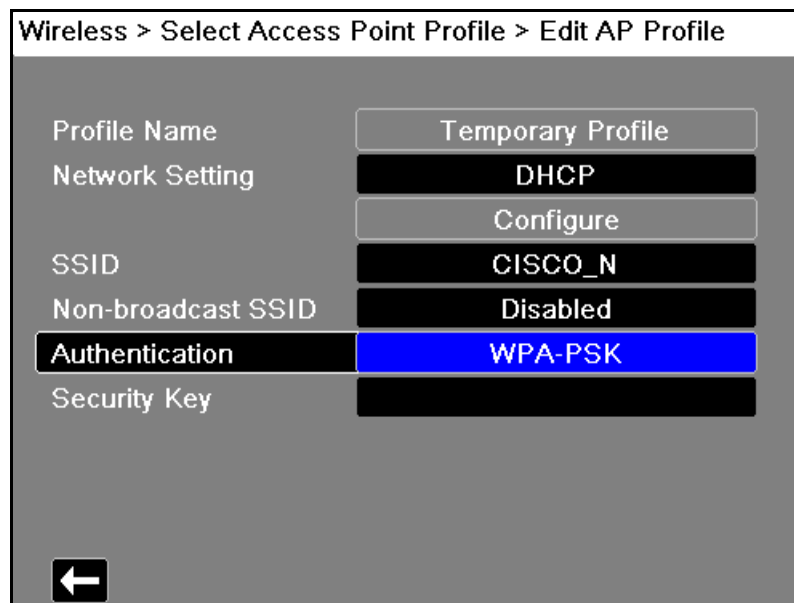 Wireless > Select Access Point Profile > Edit AP Profile
Profile Name Temporary Profile
Network Setting DHCP
Configure
SSID CISCO_N
Non-broadcast SSID Disabled
Authentication WPA-PSK
Security Key